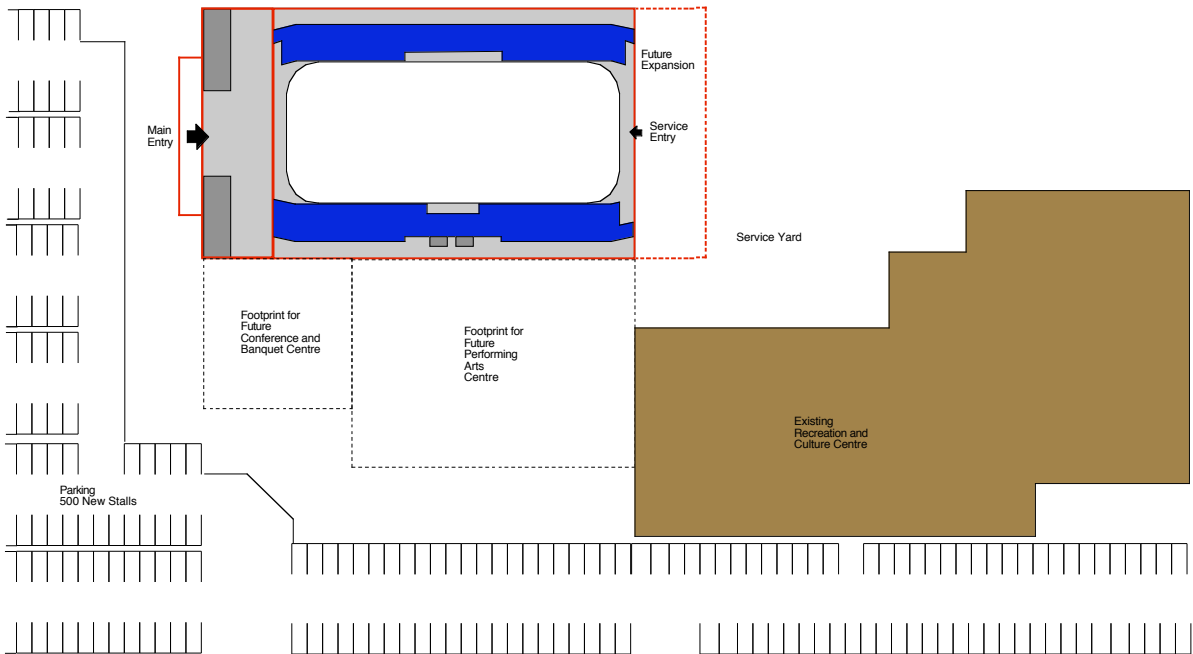 Future
Expansion
Main
Entry
Service
Entry
Service Yard
Footprint for
Future
Conference and
Banquet Centre
Footprint for
Future
Performing
Arts
Centre
Existing
Recreation and
Culture Centre
Parking
500 New Stalls